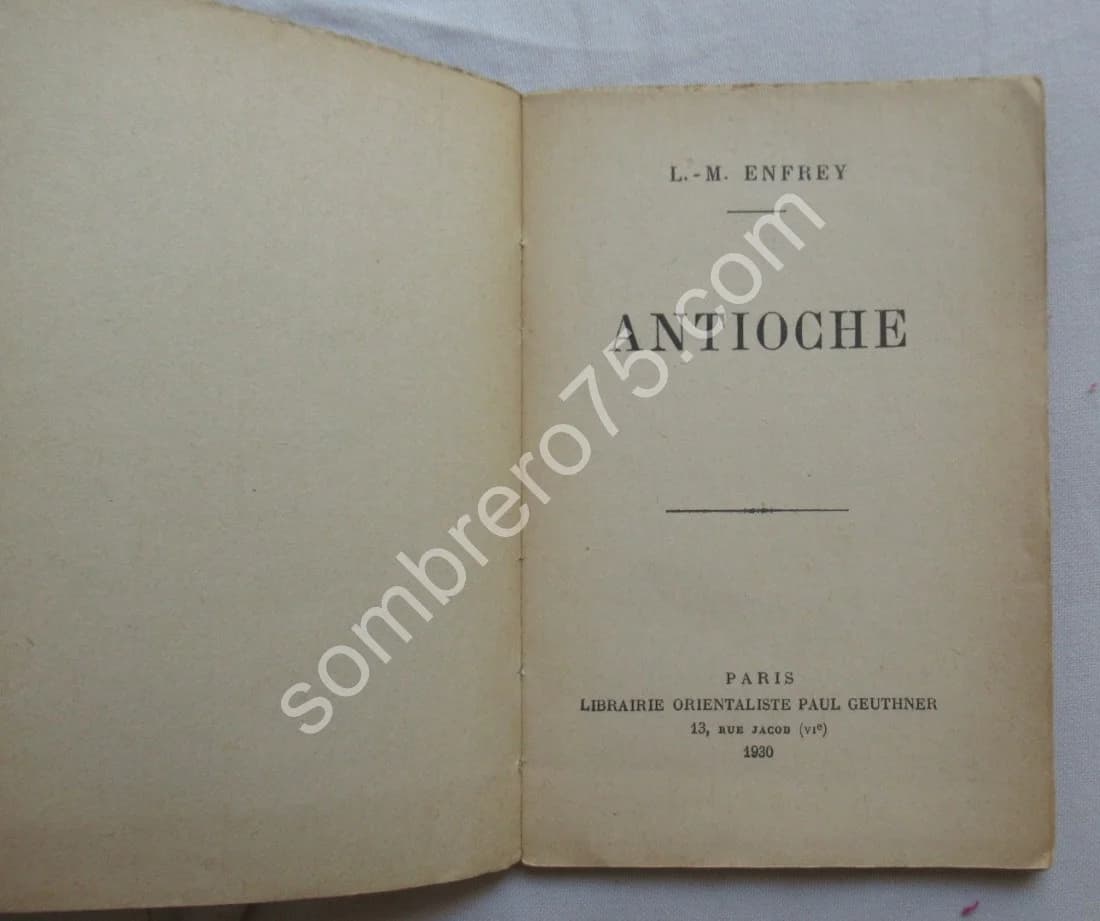 L.-M. ENFREY
ANTIOCHE
PARIS
LIBRAIRIE ORIENTALISTE PAUL GEUTHNER
13, RUE JACOB (VIe)
1930
sombrero75.com